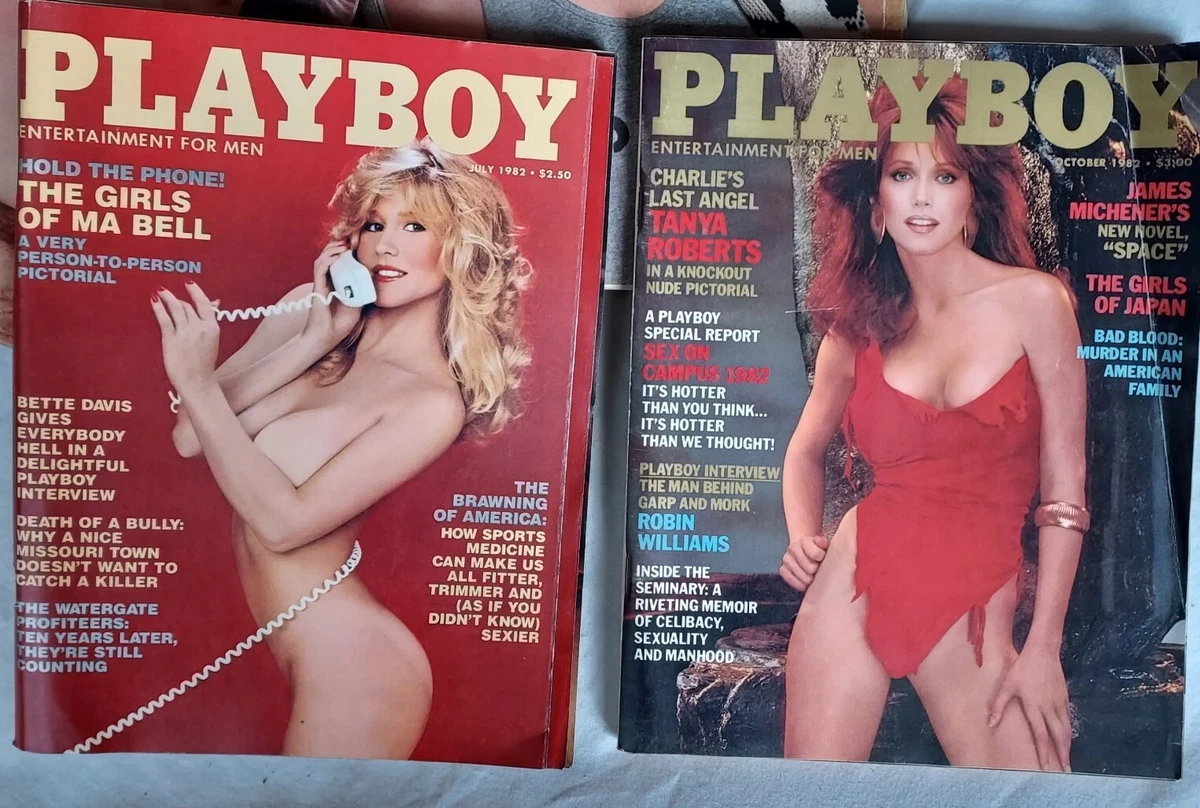 PLAYBOY
ENTERTAINMENT FOR MEN
JULY 1982 • $2.50
HOLD THE PHONE!
THE GIRLS
OF MA BELL
A VERY
PERSON-TO-PERSON
PICTORIAL
BETTE DAVIS
GIVES
EVERYBODY
HELL IN A
DELIGHTFUL
PLAYBOY
INTERVIEW
DEATH OF A BULLY:
WHY A NICE
MISSOURI TOWN
DOESN'T WANT TO
CATCH A KILLER
THE WATERGATE
PROFITEERS:
TEN YEARS LATER,
THEY'RE STILL
COUNTING
THE
BRAWNING
OF AMERICA:
HOW SPORTS
MEDICINE
CAN MAKE US
ALL FITTER,
TRIMMER AND
(AS IF YOU
DIDN'T KNOW)
SEXIER
PLAYBOY
ENTERTAINMENT FOR MEN
OCTOBER 1982 • $3.00
CHARLIE'S
LAST ANGEL
TANYA
ROBERTS
IN A KNOCKOUT
NUDE PICTORIAL
A PLAYBOY
SPECIAL REPORT
SEX ON
CAMPUS 1982
IT'S HOTTER
THAN YOU THINK...
IT'S HOTTER
THAN WE THOUGHT!
PLAYBOY INTERVIEW
THE MAN BEHIND
GARP AND MORK
ROBIN
WILLIAMS
INSIDE THE
SEMINARY: A
RIVETING MEMOIR
OF CELIBACY,
SEXUALITY
AND MANHOOD
JAMES
MICHENER'S
NEW NOVEL,
"SPACE"
THE GIRLS
OF JAPAN
BAD BLOOD:
MURDER IN AN
AMERICAN
FAMILY